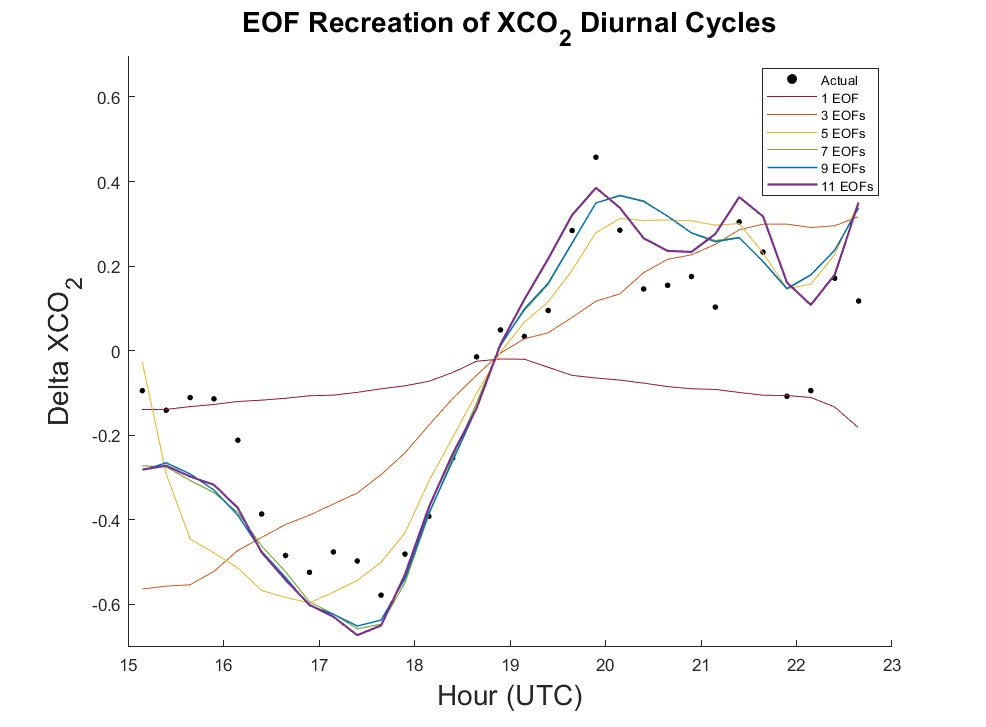 EOF Recreation of XCO2 Diurnal Cycles
Actual
1 EOF
3 EOFs
5 EOFs
7 EOFs
9 EOFs
11 EOFs
Delta XCO2
0.6
0.4
0.2
0
-0.2
-0.4
-0.6
15 16 17 18 19 20 21 22 23
Hour (UTC)